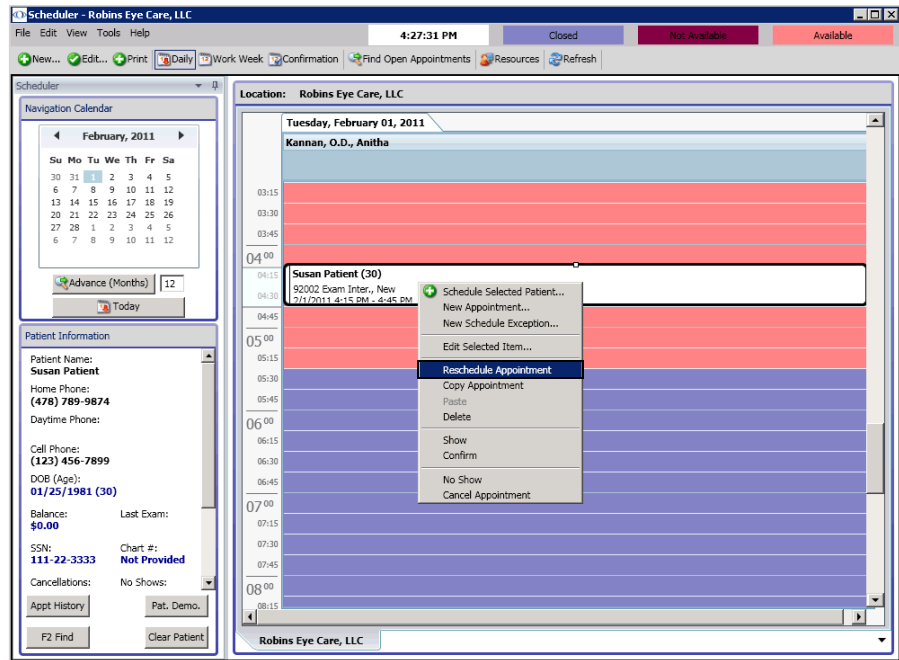 Scheduler - Robins Eye Care, LLC
File Edit View Tools Help
4:27:31 PM
Closed
Not Available
Available
New... Edit... Print Daily Work Week Confirmation Find Open Appointments Resources Refresh
Scheduler
Navigation Calendar
February, 2011
Su Mo Tu We Th Fr Sa
30 31 1 2 3 4 5
6 7 8 9 10 11 12
13 14 15 16 17 18 19
20 21 22 23 24 25 26
27 28 1 2 3 4 5
6 7 8 9 10 11 12
Advance (Months) 12
Today
Patient Information
Patient Name:
Susan Patient
Home Phone:
(478) 789-9874
Daytime Phone:
Cell Phone:
(123) 456-7899
DOB (Age):
01/25/1981 (30)
Balance: Last Exam:
$0.00
SSN: Chart #:
111-22-3333 Not Provided
Cancellations: No Shows:
Appt History Pat. Demo.
F2 Find Clear Patient
Location: Robins Eye Care, LLC
Tuesday, February 01, 2011
Kannan, O.D., Anitha
03:15
03:30
03:45
04 00
04:15
04:30
04:45
05 00
05:15
05:30
05:45
06 00
06:15
06:30
06:45
07 00
07:15
07:30
07:45
08 00
08:15
Susan Patient (30)
92002 Exam Inter., New
2/1/2011 4:15 PM - 4:45 PM
Schedule Selected Patient...
New Appointment...
New Schedule Exception...
Edit Selected Item...
Reschedule Appointment
Copy Appointment
Paste
Delete
Show
Confirm
No Show
Cancel Appointment
Robins Eye Care, LLC